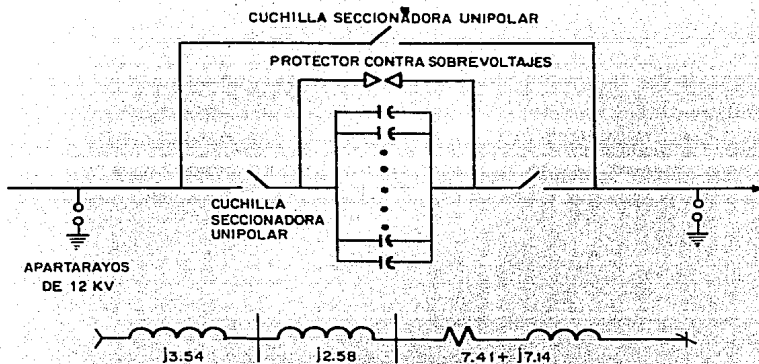 CUCHILLA SECCIONADORA UNIPOLAR
PROTECTOR CONTRA SOBREVOLTAJES
CUCHILLA
SECCIONADORA
UNIPOLAR
APARTARAYOS
DE 12 KV
j3.54
j2.58
7.41+ j7.14